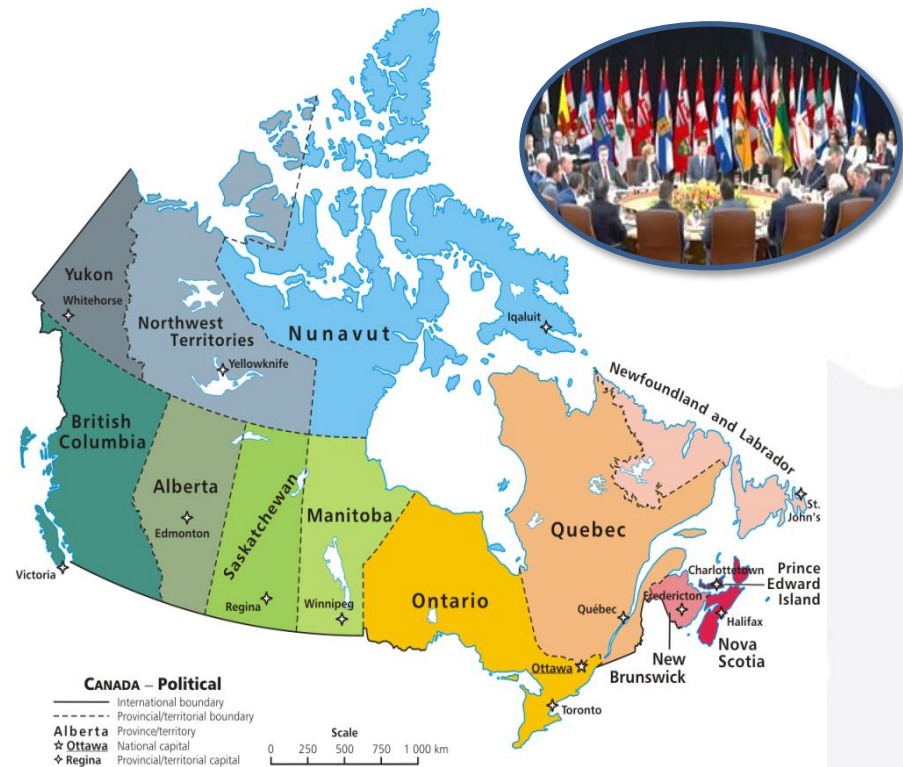 Yukon
Whitehorse
Northwest
Territories
Yellowknife
Nunavut
Iqaluit
British
Columbia
Victoria
Alberta
Edmonton
Saskatchewan
Regina
Manitoba
Winnipeg
Ontario
Ottawa
Toronto
Quebec
Québec
Newfoundland and Labrador
St.
John's
Charlottetown
Prince
Edward
Island
Fredericton
Halifax
Nova
Scotia
New
Brunswick
CANADA – Political
International boundary
Provincial/territorial boundary
Alberta Province/territory
Ottawa National capital
Regina Provincial/territorial capital
Scale
0 250 500 750 1 000 km